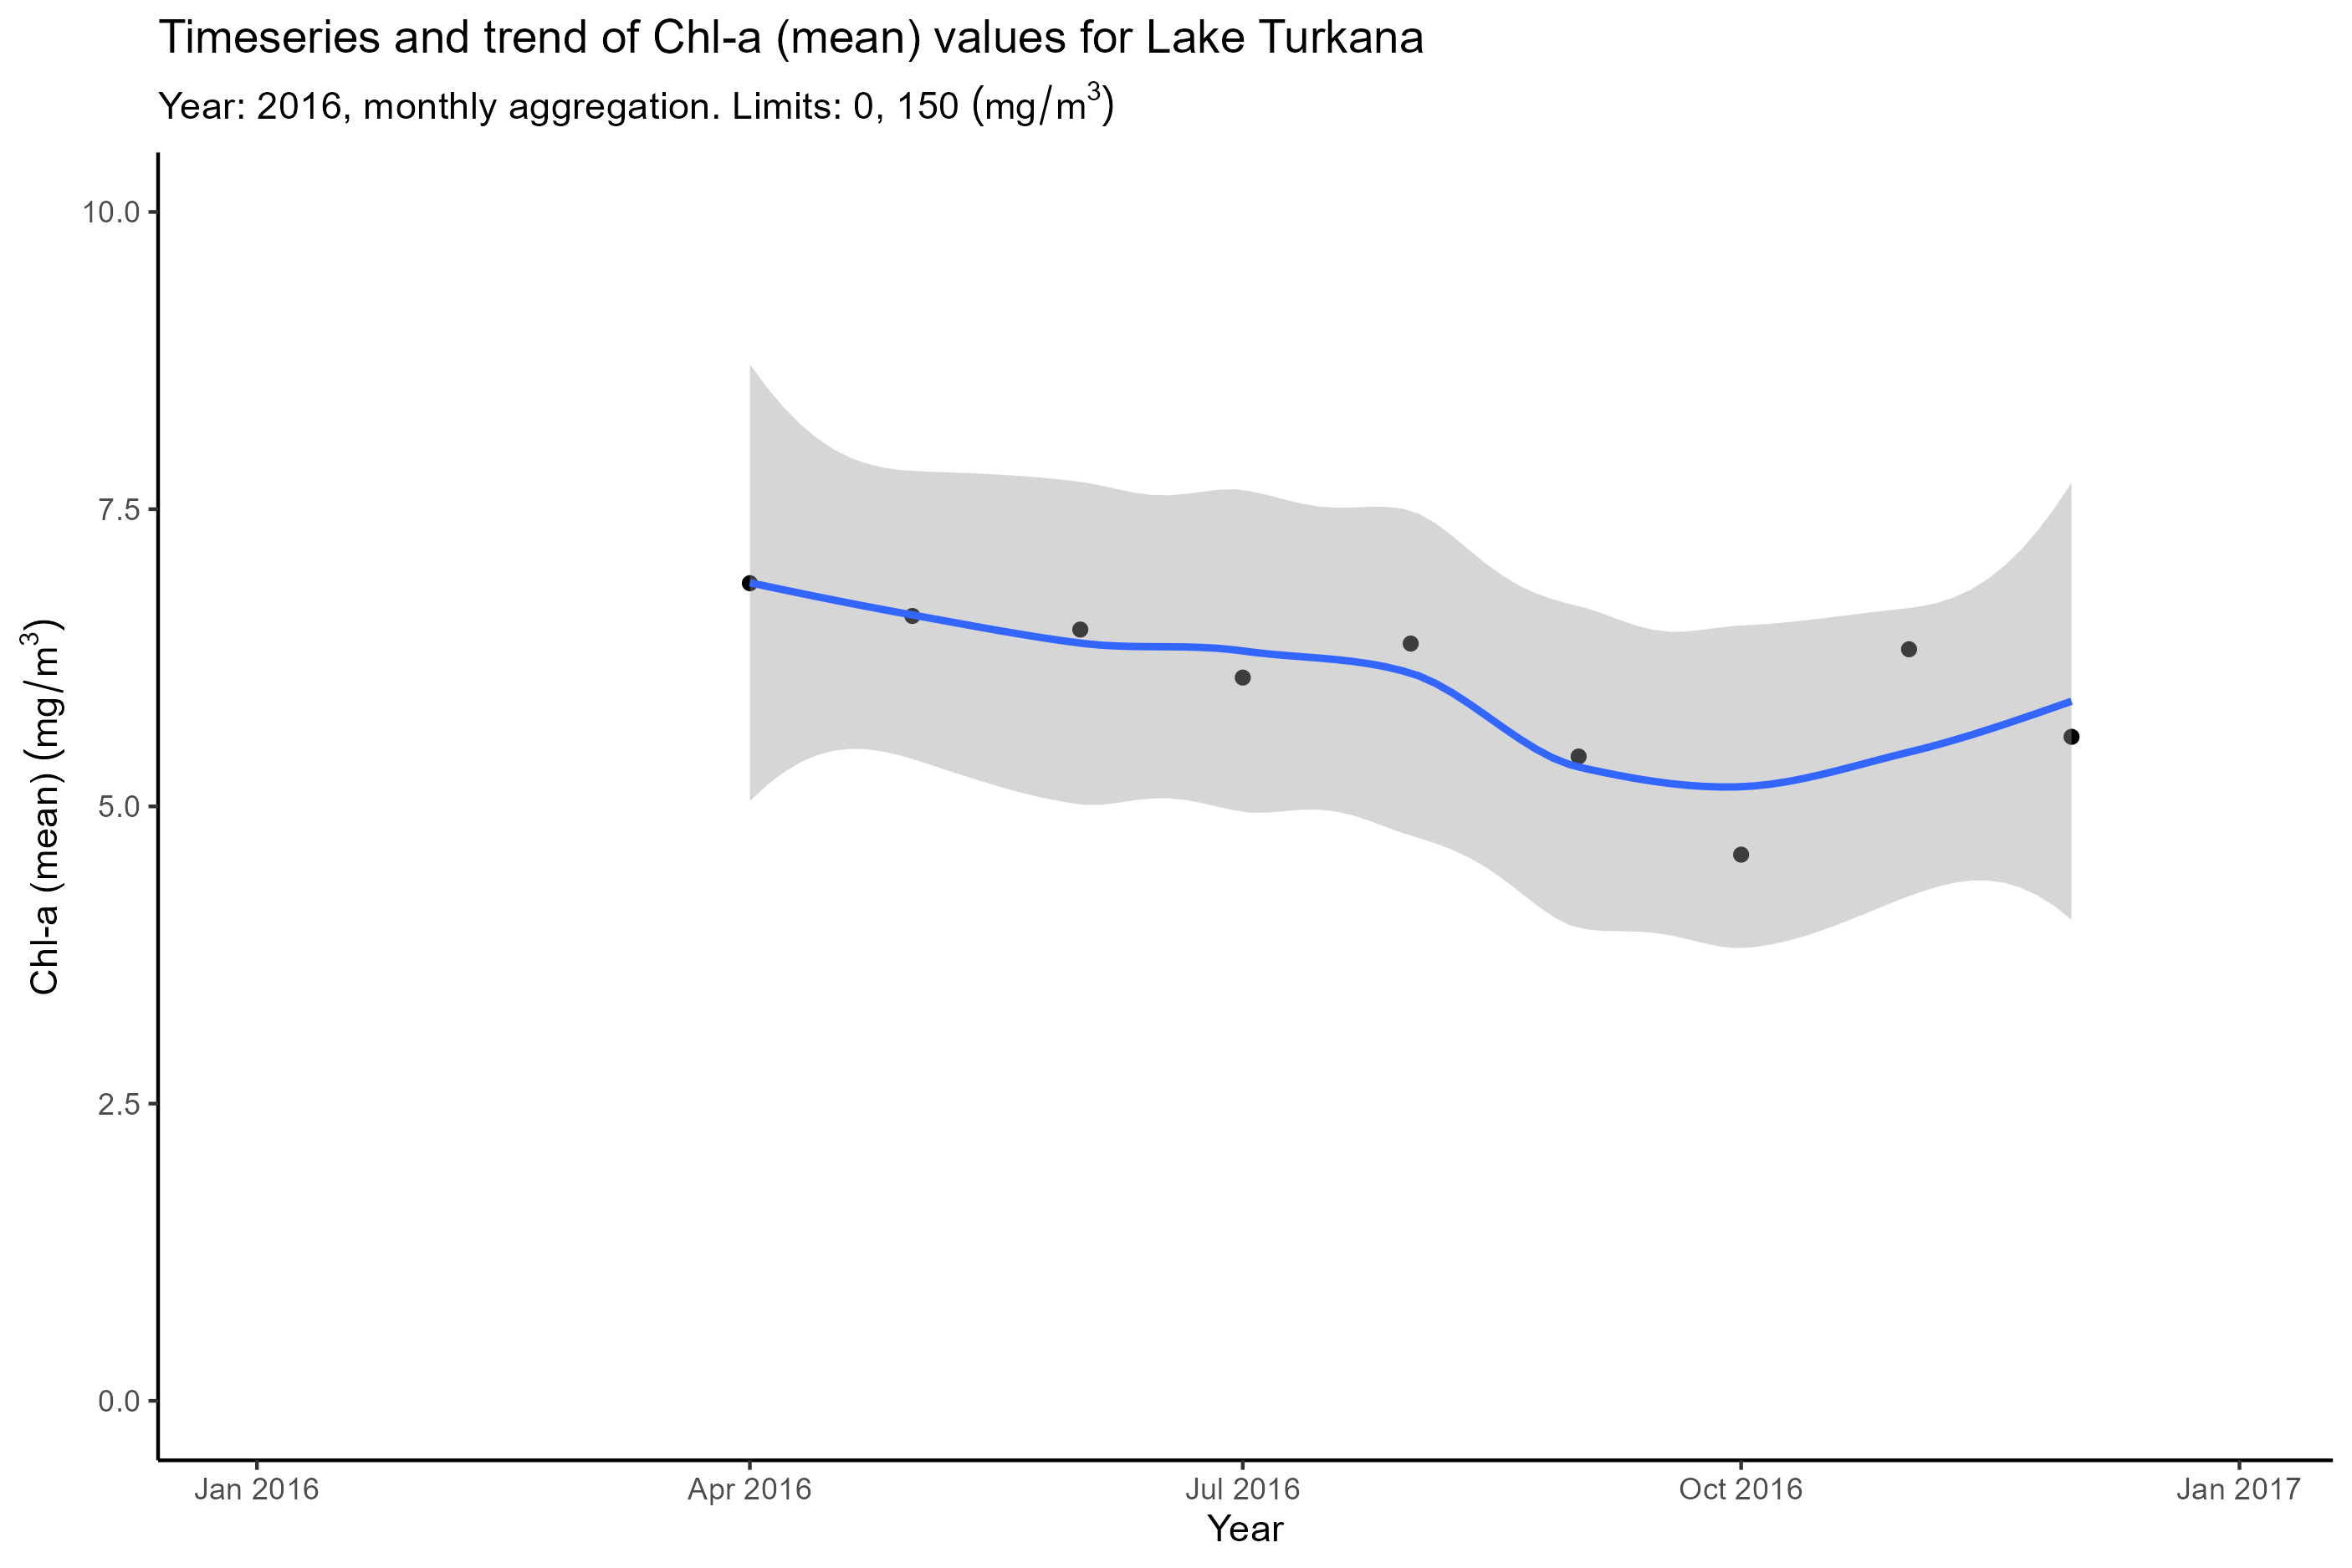 Timeseries and trend of Chl-a (mean) values for Lake Turkana
Year: 2016, monthly aggregation. Limits: 0, 150 (mg/m³)
Chl-a (mean) (mg/m³)
10.0
7.5
5.0
2.5
0.0
Jan 2016
Apr 2016
Jul 2016
Oct 2016
Jan 2017
Year